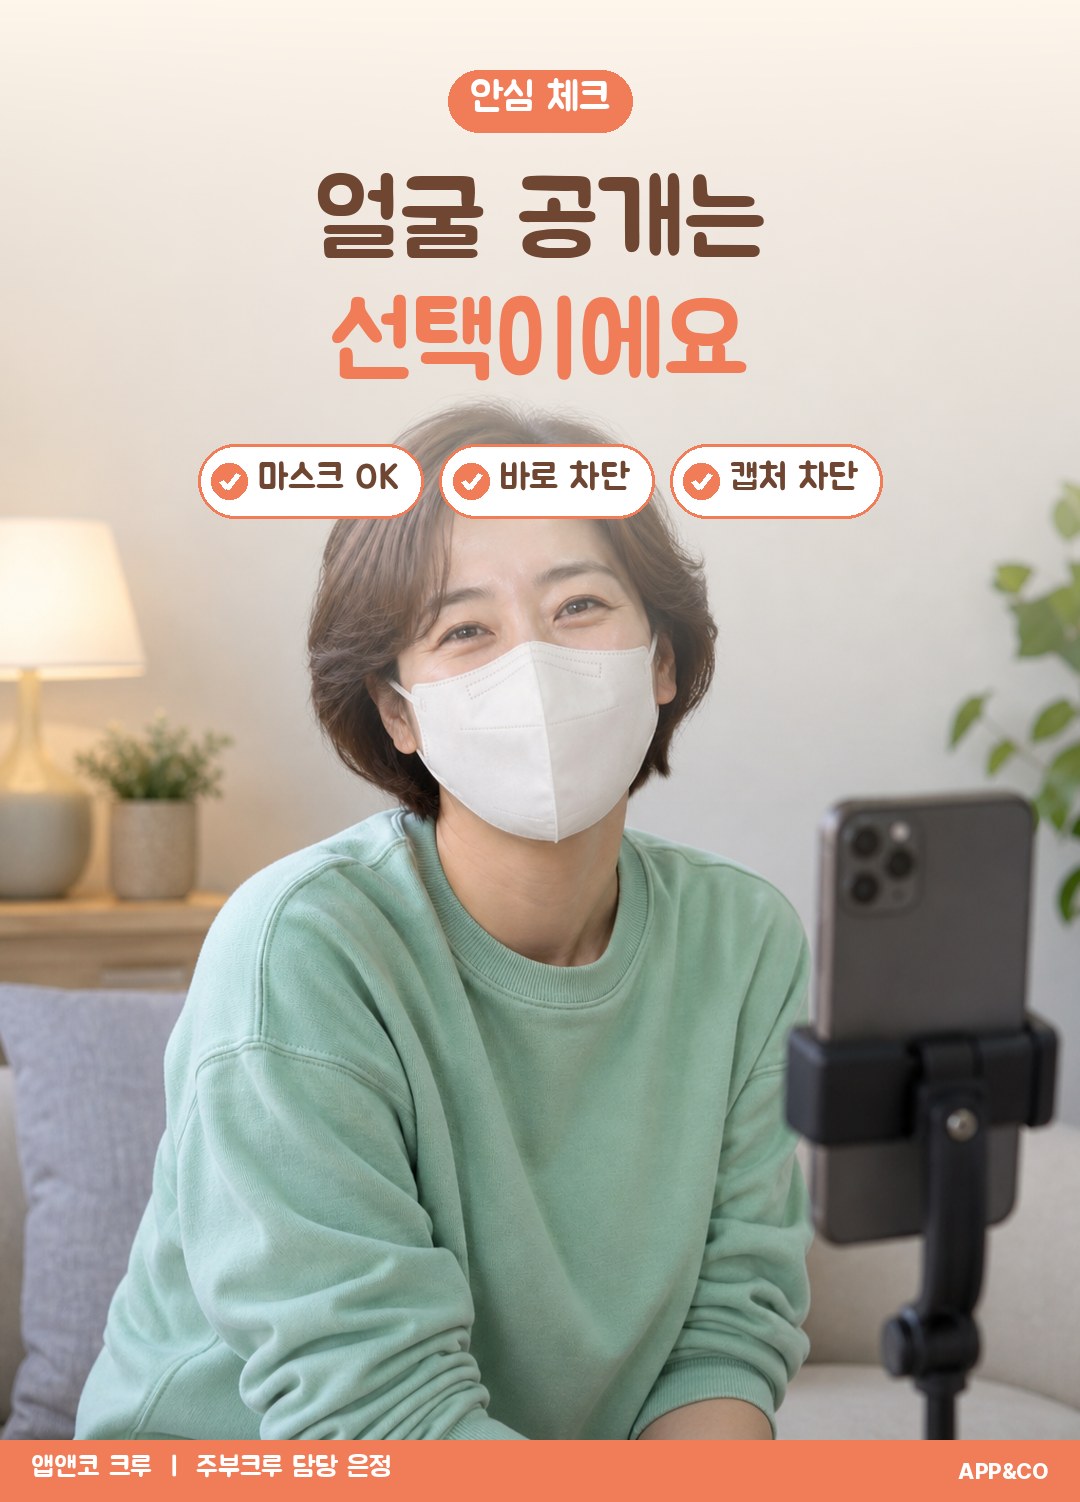 안심 체크
얼굴 공개는
선택이에요
마스크 OK
바로 차단
캡처 차단
앱앤코 크루 | 주부크루 담당 은정
APP&CO